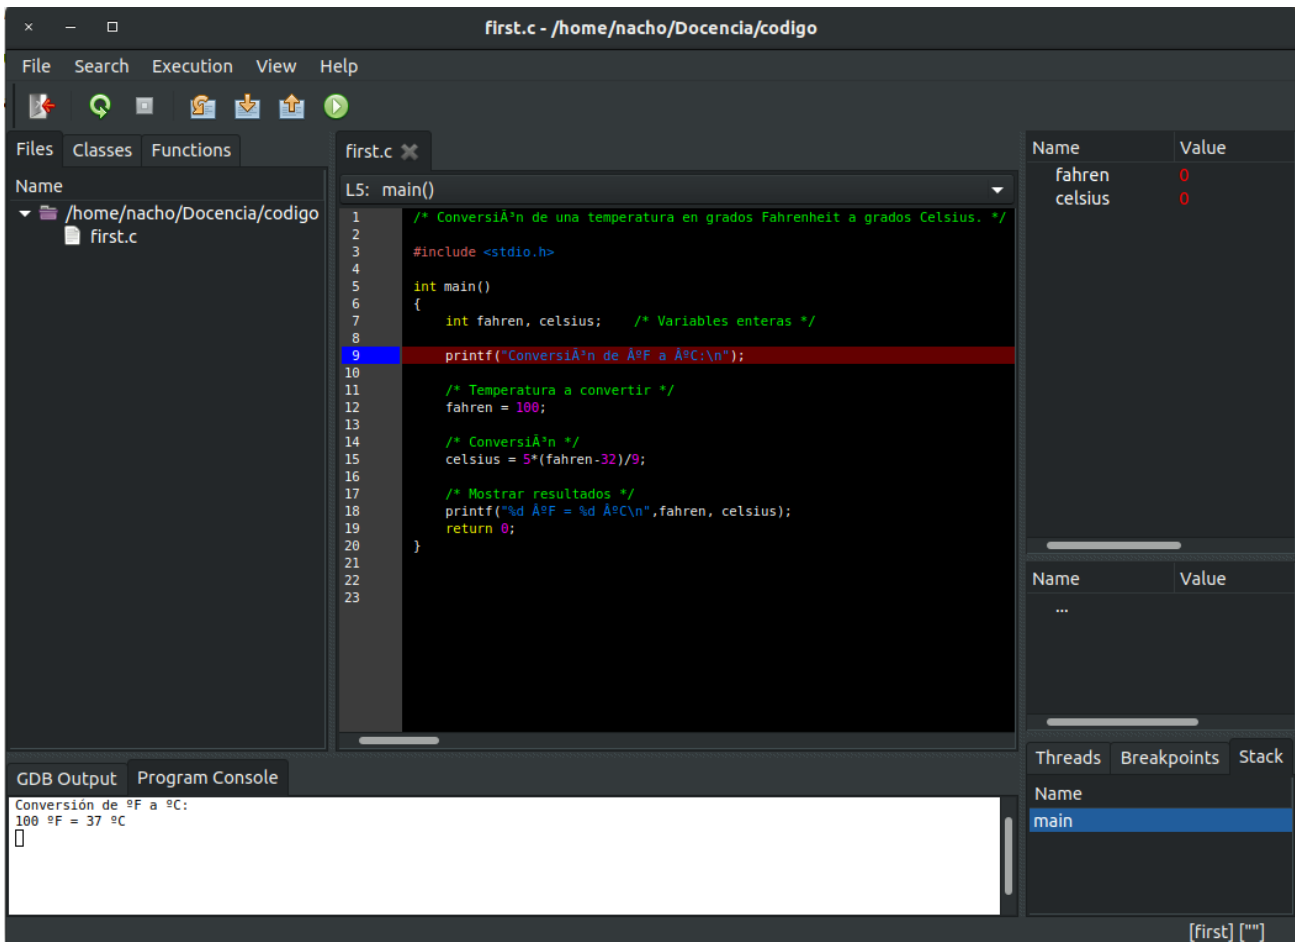 first.c - /home/nacho/Docencia/codigo
File Search Execution View Help
Files Classes Functions
Name
/home/nacho/Docencia/codigo
first.c
first.c
L5: main()
1 /* ConversiÃ³n de una temperatura en grados Fahrenheit a grados Celsius. */
2
3 #include <stdio.h>
4
5 int main()
6 {
7 int fahren, celsius; /* Variables enteras */
8
9 printf("ConversiÃ³n de ÂºF a ÂºC:\n");
10
11 /* Temperatura a convertir */
12 fahren = 100;
13
14 /* ConversiÃ³n */
15 celsius = 5*(fahren-32)/9;
16
17 /* Mostrar resultados */
18 printf("%d ÂºF = %d ÂºC\n",fahren, celsius);
19 return 0;
20 }
21
22
23
Name Value
fahren 0
celsius 0
Name Value
...
Threads Breakpoints Stack
Name
main
GDB Output Program Console
Conversión de ºF a ºC:
100 ºF = 37 ºC
[first] [""]